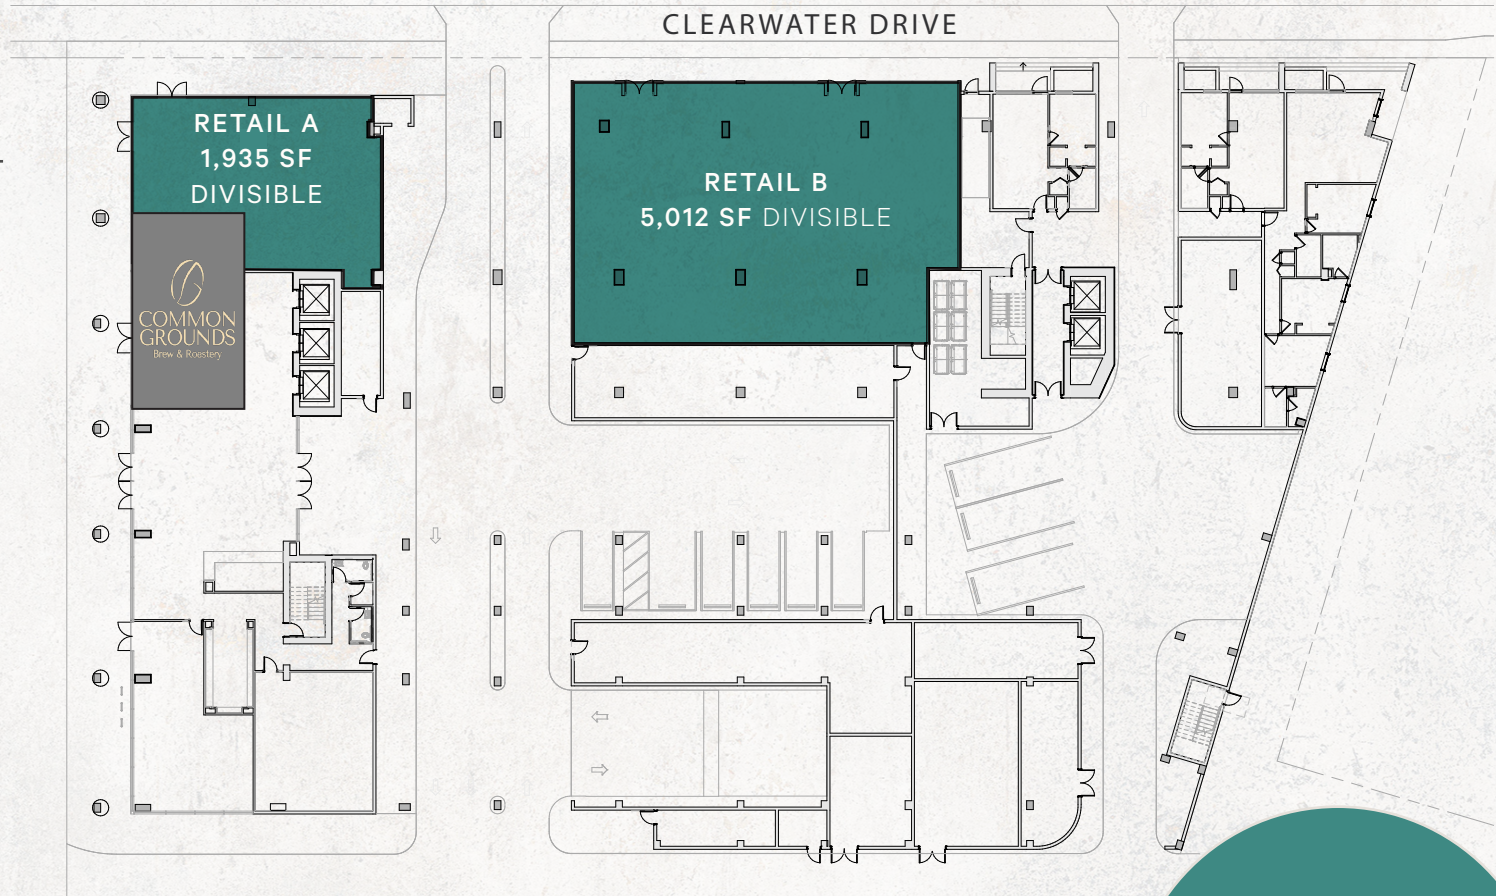 CLEARWATER DRIVE
RETAIL A
1,935 SF
DIVISIBLE
RETAIL B
5,012 SF DIVISIBLE
COMMON
GROUNDS
Brew & Roastery